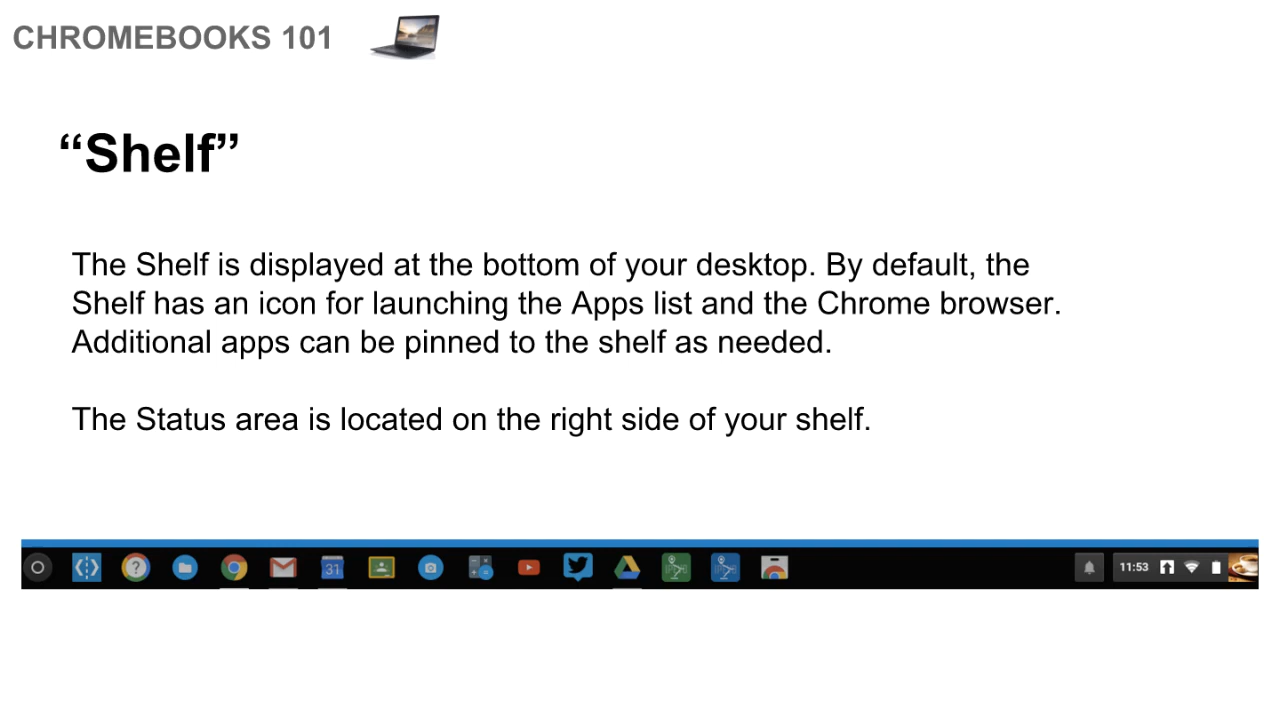 CHROMEBOOKS 101
“Shelf”
The Shelf is displayed at the bottom of your desktop. By default, the
Shelf has an icon for launching the Apps list and the Chrome browser.
Additional apps can be pinned to the shelf as needed.
The Status area is located on the right side of your shelf.
? 31 11:53